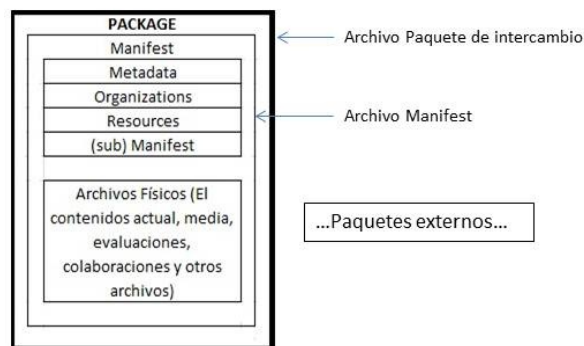 PACKAGE
Manifest
Metadata
Organizations
Resources
(sub) Manifest
Archivos Físicos (El
contenidos actual, media,
evaluaciones,
colaboraciones y otros
archivos)
Archivo Paquete de intercambio
Archivo Manifest
...Paquetes externos...